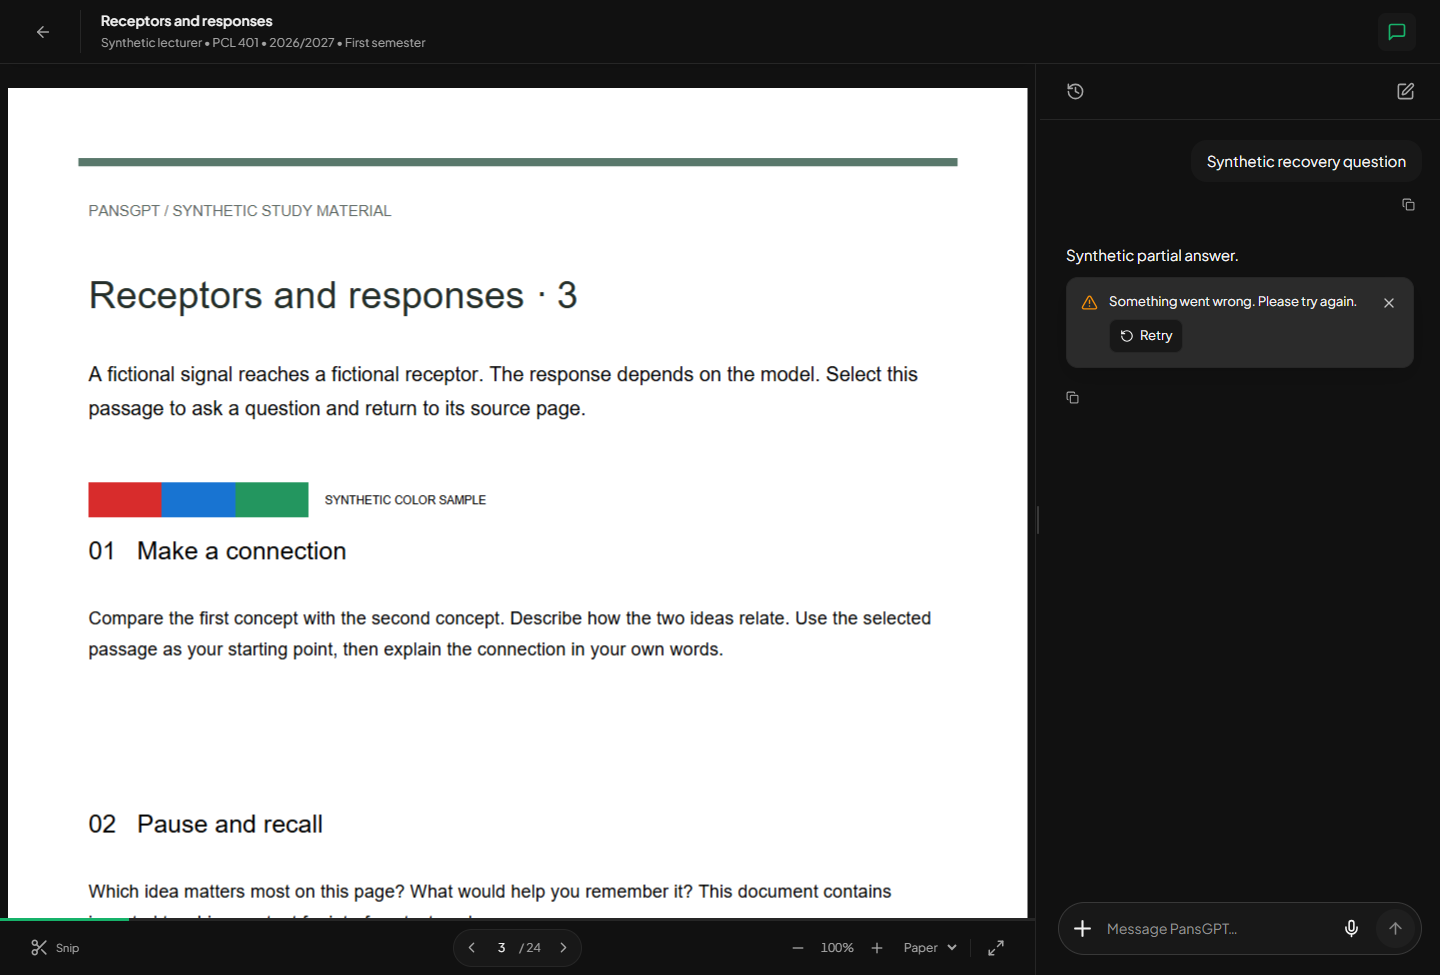 Receptors and responses
Synthetic lecturer • PCL 401 • 2026/2027 • First semester
PANSGPT / SYNTHETIC STUDY MATERIAL
Receptors and responses · 3
A fictional signal reaches a fictional receptor. The response depends on the model. Select this
passage to ask a question and return to its source page.
SYNTHETIC COLOR SAMPLE
01 Make a connection
Compare the first concept with the second concept. Describe how the two ideas relate. Use the selected
passage as your starting point, then explain the connection in your own words.
02 Pause and recall
Which idea matters most on this page? What would help you remember it? This document contains
Snip
3 / 24
100%
Paper
Synthetic recovery question
Synthetic partial answer.
Something went wrong. Please try again.
Retry
Message PansGPT...